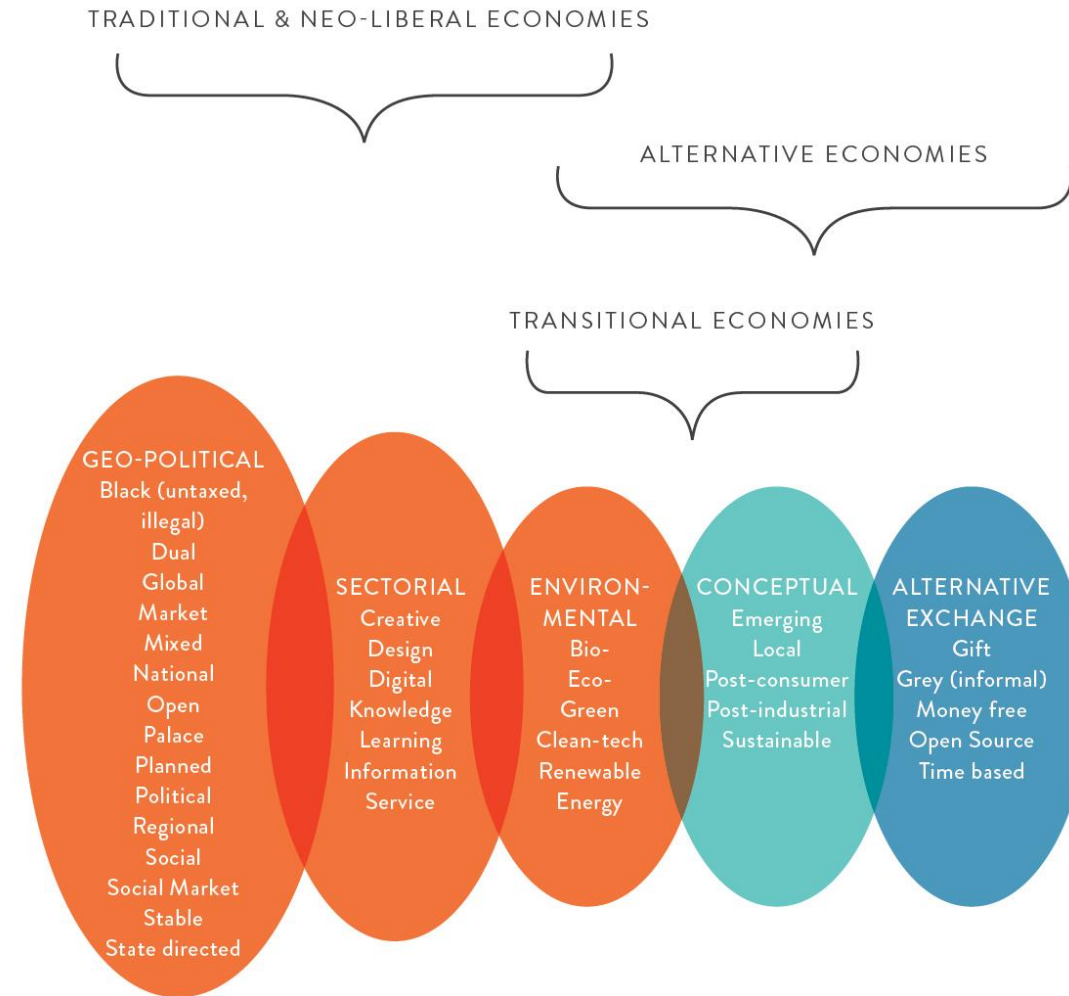 TRADITIONAL & NEO-LIBERAL ECONOMIES
ALTERNATIVE ECONOMIES
TRANSITIONAL ECONOMIES
GEO-POLITICAL
Black (untaxed,
illegal)
Dual
Global
Market
Mixed
National
Open
Palace
Planned
Political
Regional
Social
Social Market
Stable
State directed
SECTORIAL
Creative
Design
Digital
Knowledge
Learning
Information
Service
ENVIRON-
MENTAL
Bio-
Eco-
Green
Clean-tech
Renewable
Energy
CONCEPTUAL
Emerging
Local
Post-consumer
Post-industrial
Sustainable
ALTERNATIVE
EXCHANGE
Gift
Grey (informal)
Money free
Open Source
Time based